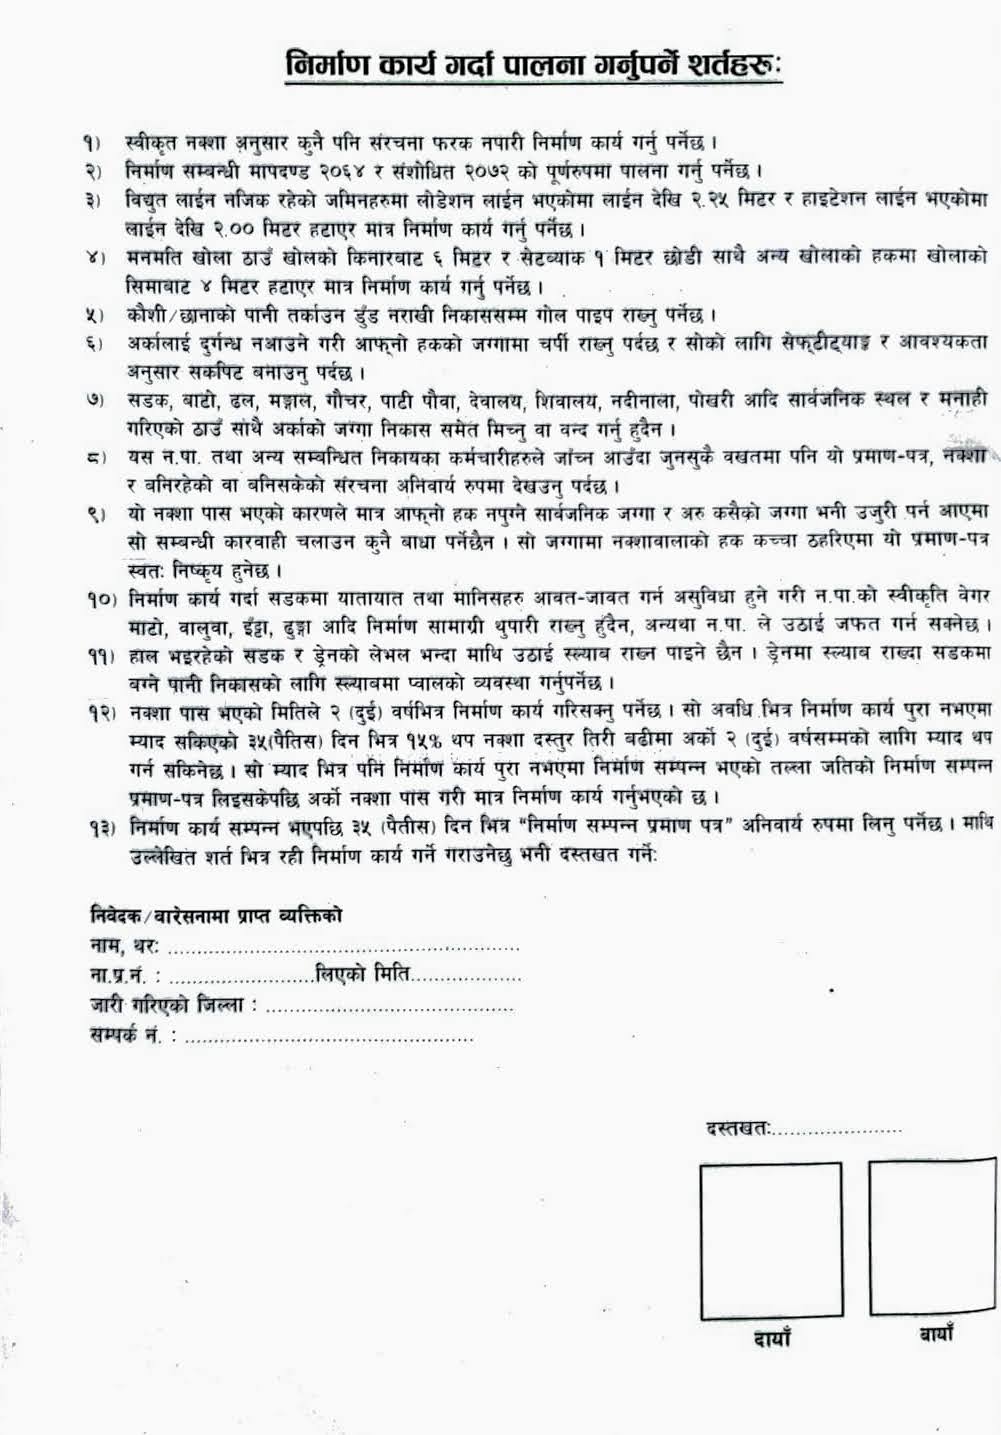 निर्माण कार्य गर्दा पालना गर्नुपर्ने शर्तहरुः
१) स्वीकृत नक्शा अनुसार कुनै पनि संरचना फरक नपारी निर्माण कार्य गर्नु पर्नेछ ।
२) निर्माण सम्बन्धी मापदण्ड २०६४ र संशोधित २०७२ को पूर्णरुपमा पालना गर्नु पर्नेछ ।
३) विद्युत लाईन नजिक रहेको जमिनहरुमा लोडेशन लाईन भएकोमा लाईन देखि २.२५ मिटर र हाइटेशन लाईन भएकोमा
लाईन देखि २.०० मिटर हटाएर मात्र निर्माण कार्य गर्नु पर्नेछ ।
४) मनमति खोला ठाउँ खोलको किनारबाट ६ मिटर र सेटब्याक १ मिटर छोडी साथै अन्य खोलाको हकमा खोलाको
सिमाबाट ४ मिटर हटाएर मात्र निर्माण कार्य गर्नु पर्नेछ ।
५) कौशी/छानाको पानी तर्काउन डुँड नराखी निकाससम्म गोल पाइप राख्नु पर्नेछ ।
६) अर्कालाई दुर्गन्ध नआउने गरी आफ्नो हकको जग्गामा चर्पी राख्नु पर्दछ र सोको लागि सेफ्टीट्याङ्क र आवश्यकता
अनुसार सकपिट बनाउनु पर्दछ ।
७) सडक, बाटो, ढल, मङ्गाल, गौचर, पाटी पौवा, देवालय, शिवालय, नदीनाला, पोखरी आदि सार्वजनिक स्थल र मनाही
गरिएको ठाउँ साथै अर्काको जग्गा निकास समेत मिच्नु वा वन्द गर्नु हुदैन ।
८) यस न.पा. तथा अन्य सम्बन्धित निकायका कर्मचारीहरुले जाँच्न आउँदा जुनसुकै वखतमा पनि यो प्रमाण-पत्र, नक्शा
र बनिरहेको वा बनिसकेको संरचना अनिवार्य रुपमा देखउनु पर्दछ ।
९) यो नक्शा पास भएको कारणले मात्र आफ्नो हक नपुग्ने सार्वजनिक जग्गा र अरु कसैको जग्गा भनी उजुरी पर्न आएमा
सो सम्बन्धी कारवाही चलाउन कुनै बाधा पर्नेछैन । सो जग्गामा नक्शावालाको हक कच्चा ठहरिएमा यो प्रमाण-पत्र
स्वतः निष्कृय हुनेछ ।
१०) निर्माण कार्य गर्दा सडकमा यातायात तथा मानिसहरु आवत-जावत गर्न असुविधा हुने गरी न.पा.को स्वीकृति वेगर
माटो, वालुवा, इँट्टा, ढुङ्गा आदि निर्माण सामाग्री थुपारी राख्नु हुँदैन, अन्यथा न.पा. ले उठाई जफत गर्न सक्नेछ ।
११) हाल भइरहेको सडक र ड्रेनको लेभल भन्दा माथि उठाई स्ल्याब राख्न पाइने छैन । ड्रेनमा स्ल्याब राख्दा सडकमा
बग्ने पानी निकासको लागि स्ल्याबमा प्वालको व्यवस्था गर्नुपर्नेछ ।
१२) नक्शा पास भएको मितिले २ (दुई) वर्षभित्र निर्माण कार्य गरिसक्नु पर्नेछ । सो अवधि भित्र निर्माण कार्य पुरा नभएमा
म्याद सकिएको ३५(पैतिस) दिन भित्र १५% थप नक्शा दस्तुर तिरी बढीमा अर्को २ (दुई) वर्षसम्मको लागि म्याद थप
गर्न सकिनेछ । सो म्याद भित्र पनि निर्माण कार्य पुरा नभएमा निर्माण सम्पन्न भएको तल्ला जतिको निर्माण सम्पन्न
प्रमाण-पत्र लिइसकेपछि अर्को नक्शा पास गरी मात्र निर्माण कार्य गर्नुभएको छ ।
१३) निर्माण कार्य सम्पन्न भएपछि ३५ (पैतीस) दिन भित्र “निर्माण सम्पन्न प्रमाण पत्र” अनिवार्य रुपमा लिनु पर्नेछ । माथि
उल्लेखित शर्त भित्र रही निर्माण कार्य गर्ने गराउनेछु भनी दस्तखत गर्नेः
निवेदक/वारेसनामा प्राप्त व्यक्तिको
नाम, थरः ............................................................
ना.प्र.नं. : .........................लिएको मिति...................
जारी गरिएको जिल्ला : ..........................................
सम्पर्क नं. : .................................................
दस्तखतः......................
दायाँ बायाँ